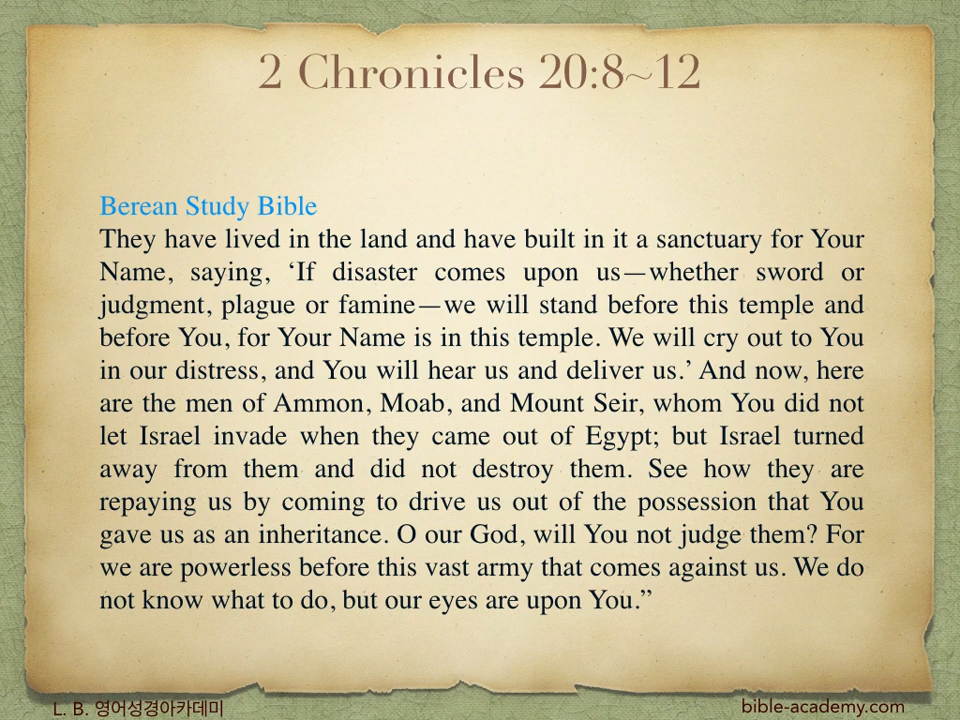 2 Chronicles 20:8~12
Berean Study Bible
They have lived in the land and have built in it a sanctuary for Your
Name, saying, ‘If disaster comes upon us—whether sword or
judgment, plague or famine—we will stand before this temple and
before You, for Your Name is in this temple. We will cry out to You
in our distress, and You will hear us and deliver us.’ And now, here
are the men of Ammon, Moab, and Mount Seir, whom You did not
let Israel invade when they came out of Egypt; but Israel turned
away from them and did not destroy them. See how they are
repaying us by coming to drive us out of the possession that You
gave us as an inheritance. O our God, will You not judge them? For
we are powerless before this vast army that comes against us. We do
not know what to do, but our eyes are upon You.”
L. B. 영어성경아카데미
bible-academy.com